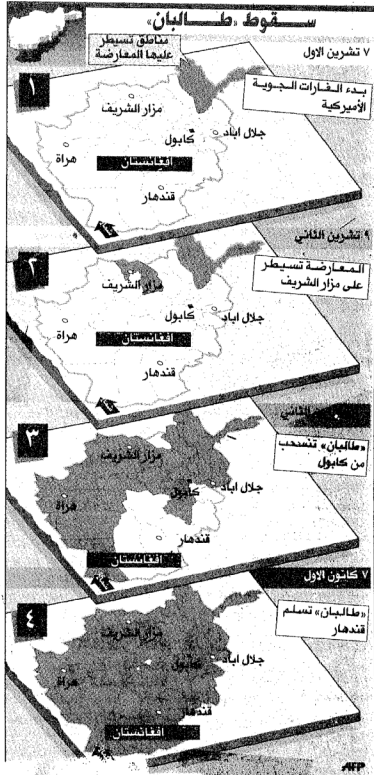 سقوط «طالبان»
٧ تشرين الاول
مناطق تسيطر
عليها المعارضة
١
بدء الغارات الجوية
الأميركية
مزار الشريف
جلال اباد
كابول
هراة
افغانستان
قندهار
٩ تشرين الثاني
٢
المعارضة تسيطر
على مزار الشريف
مزار الشريف
جلال اباد
كابول
هراة
افغانستان
قندهار
الثاني
٣
«طالبان» تنسحب
من كابول
مزار الشريف
جلال اباد
كابول
هراة
قندهار
افغانستان
٧ كانون الاول
٤
«طالبان» تسلم
قندهار
مزار الشريف
جلال اباد
كابول
هراة
قندهار
افغانستان
AFP